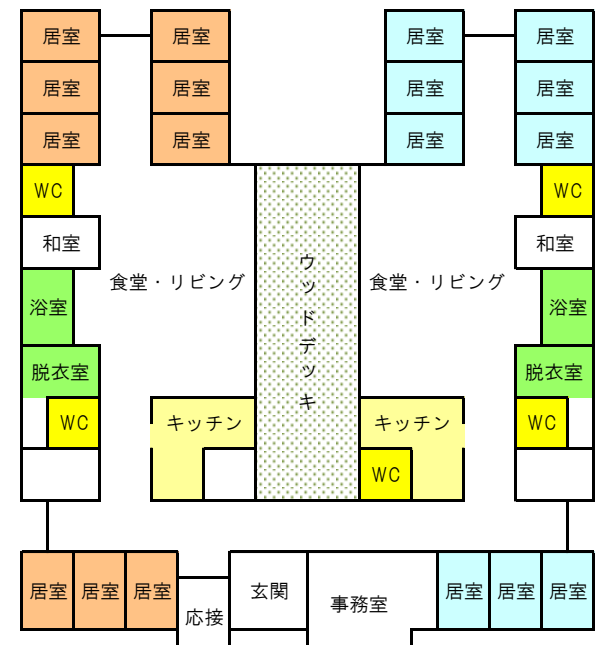 居室 居室 居室 居室
居室 居室 居室 居室
居室 居室 居室 居室
WC WC
和室 和室
食堂・リビング ウッドデッキ 食堂・リビング
浴室 浴室
脱衣室 脱衣室
WC キッチン キッチン WC
WC
居室 居室 居室 玄関 事務室 居室 居室 居室
応接